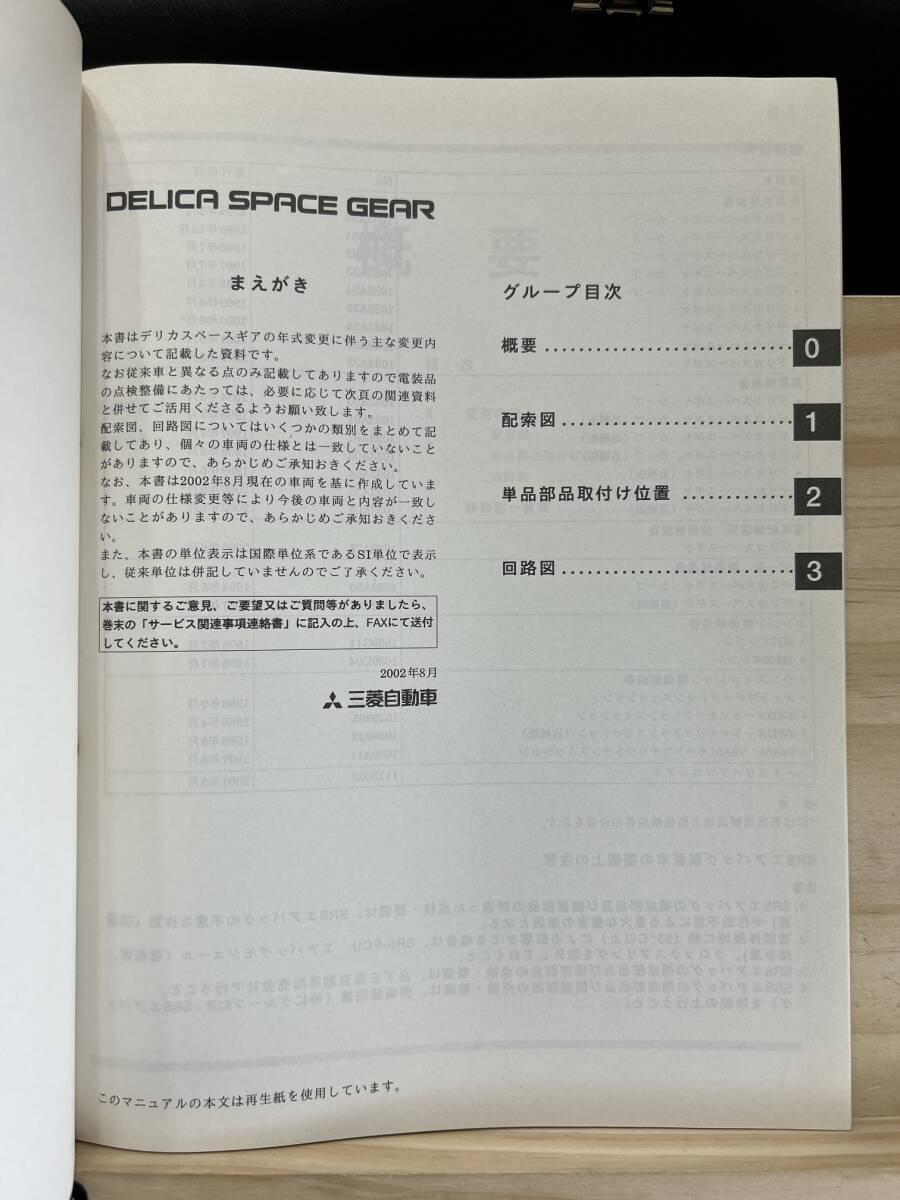 DELICA SPACE GEAR
まえがき
本書はデリカスペースギアの年式変更に伴う主な変更内
容について記載した資料です。
なお従来車と異なる点のみ記載してありますので電装品
の点検整備にあたっては、必要に応じて次頁の関連資料
と併せてご活用くださるようお願い致します。
配索図、回路図についてはいくつかの類別をまとめて記
載してあり、個々の車両の仕様とは一致していないこと
がありますので、あらかじめご承知おきください。
なお、本書は2002年8月現在の車両を基に作成していま
す。車両の仕様変更等により今後の車両と内容が一致し
ないことがありますので、あらかじめご承知おきくださ
い。
また、本書の単位表示は国際単位系であるSI単位で表示
し、従来単位は併記していませんのでご了承ください。
本書に関するご意見、ご要望又はご質問等がありましたら、
巻末の「サービス関連事項連絡書」に記入の上、FAXにて送付
してください。
2002年8月
三菱自動車
グループ目次
概要 ............................... 0
配索図 ............................. 1
単品部品取付け位置 .............. 2
回路図 ............................. 3
このマニュアルの本文は再生紙を使用しています。